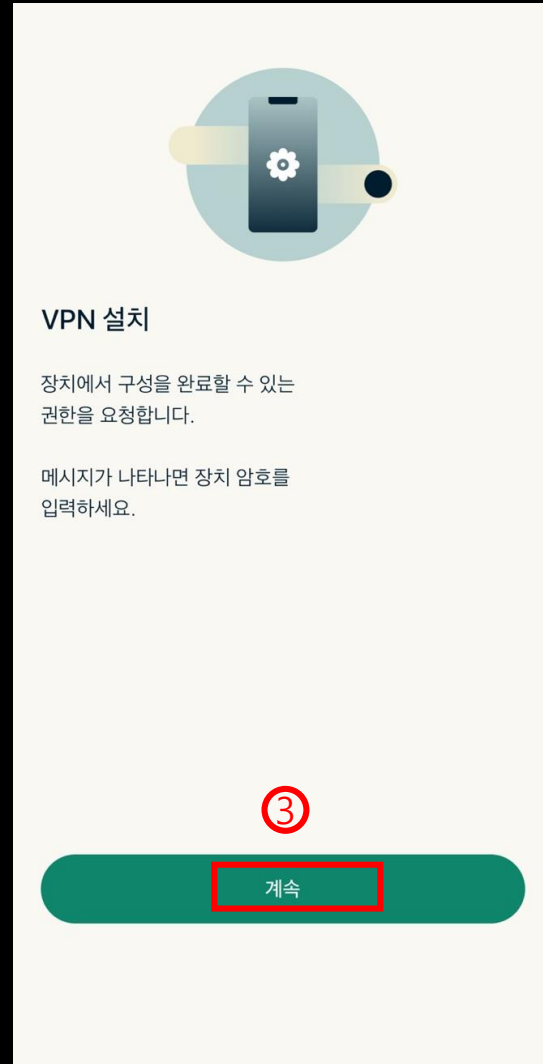 VPN 설치
장치에서 구성을 완료할 수 있는
권한을 요청합니다.
메시지가 나타나면 장치 암호를
입력하세요.
③
계속